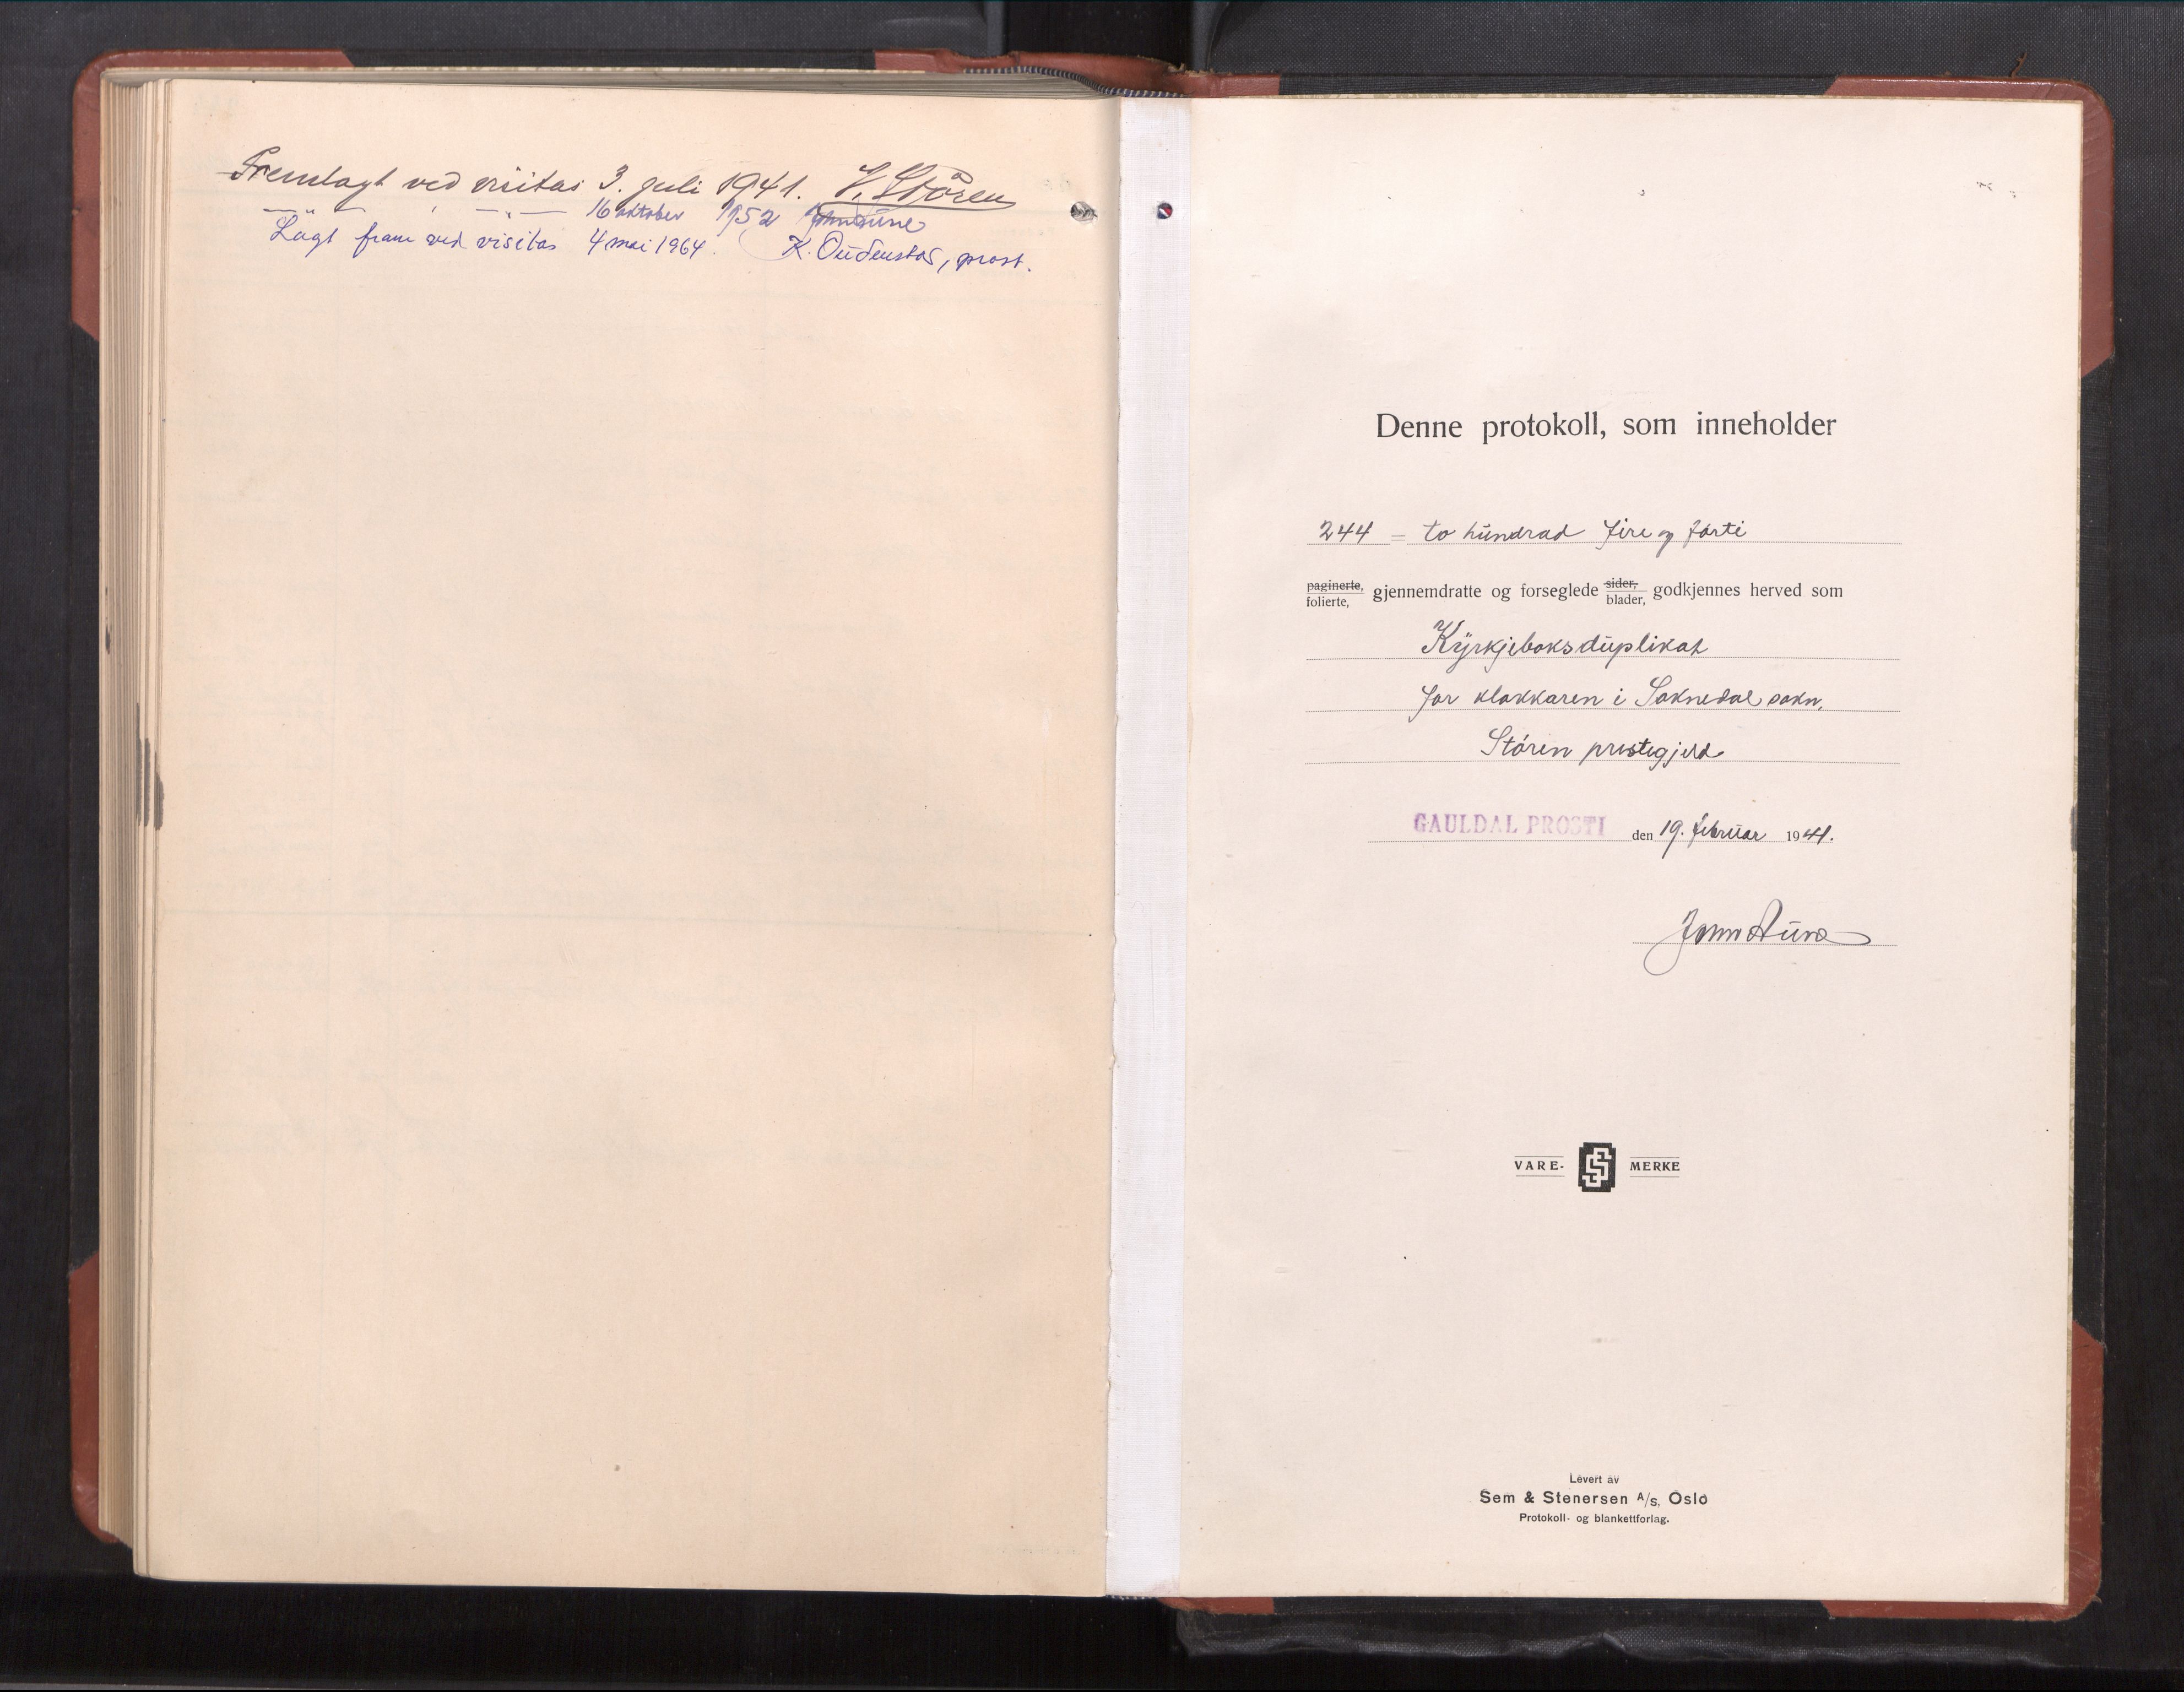 Fremlagt ved visitas 3. juli 1941. V. Stören
— " — — " — 16 oktober 1952
Lagt fram ved visitas 4 mai 1964. K. , prost.
Denne protokoll, som inneholder
244 = to hundrad fire og førti
paginerte, folierte, gjennemdratte og forseglede sider, blader, godkjennes herved som
Kyrkjeboksduplikat
for klokkaren i Soknedal sokn,
Støren prestegjeld
GAULDAL PROSTI den 19. februar 1941.
VARE- MERKE
Levert av
Sem & Stenersen A/S, Oslo
Protokoll- og blankettforlag.